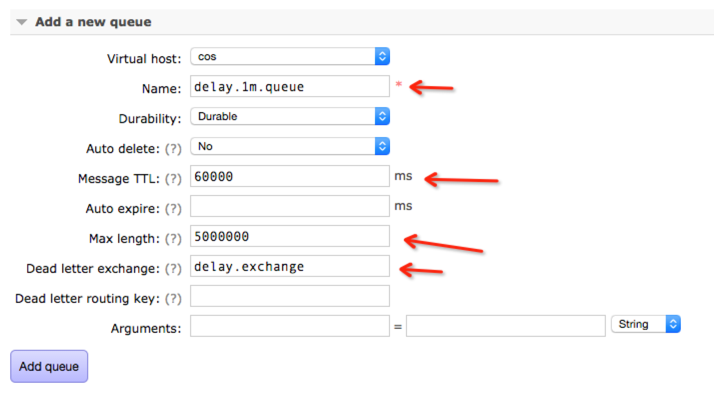 Add a new queue
Virtual host: cos
Name: delay.1m.queue *
Durability: Durable
Auto delete: (?) No
Message TTL: (?) 60000 ms
Auto expire: (?) ms
Max length: (?) 5000000
Dead letter exchange: (?) delay.exchange
Dead letter routing key: (?)
Arguments: = String
Add queue